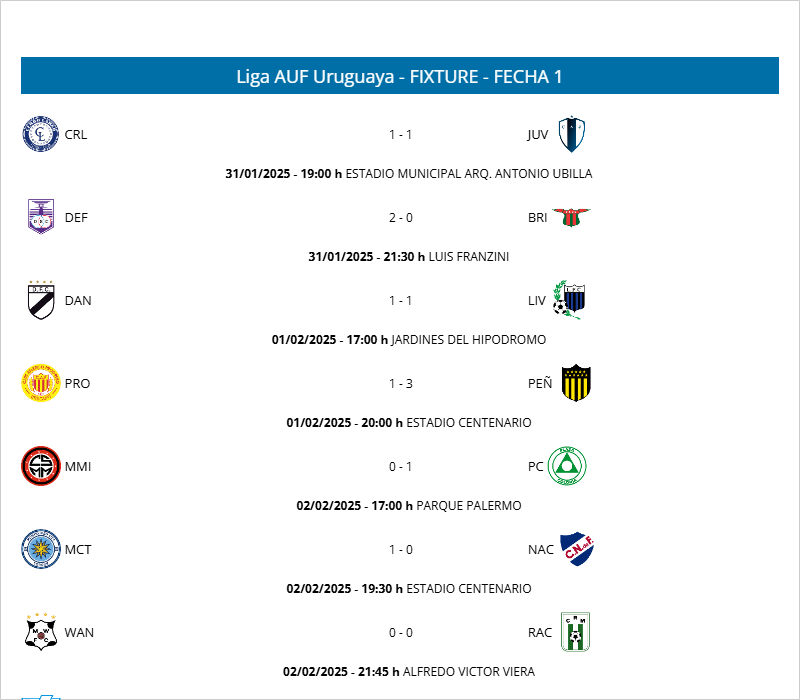 Liga AUF Uruguaya - FIXTURE - FECHA 1
CRL 1 - 1 JUV
31/01/2025 - 19:00 h ESTADIO MUNICIPAL ARQ. ANTONIO UBILLA
DEF 2 - 0 BRI
31/01/2025 - 21:30 h LUIS FRANZINI
DAN 1 - 1 LIV
01/02/2025 - 17:00 h JARDINES DEL HIPODROMO
PRO 1 - 3 PEÑ
01/02/2025 - 20:00 h ESTADIO CENTENARIO
MMI 0 - 1 PC
02/02/2025 - 17:00 h PARQUE PALERMO
MCT 1 - 0 NAC
02/02/2025 - 19:30 h ESTADIO CENTENARIO
WAN 0 - 0 RAC
02/02/2025 - 21:45 h ALFREDO VICTOR VIERA